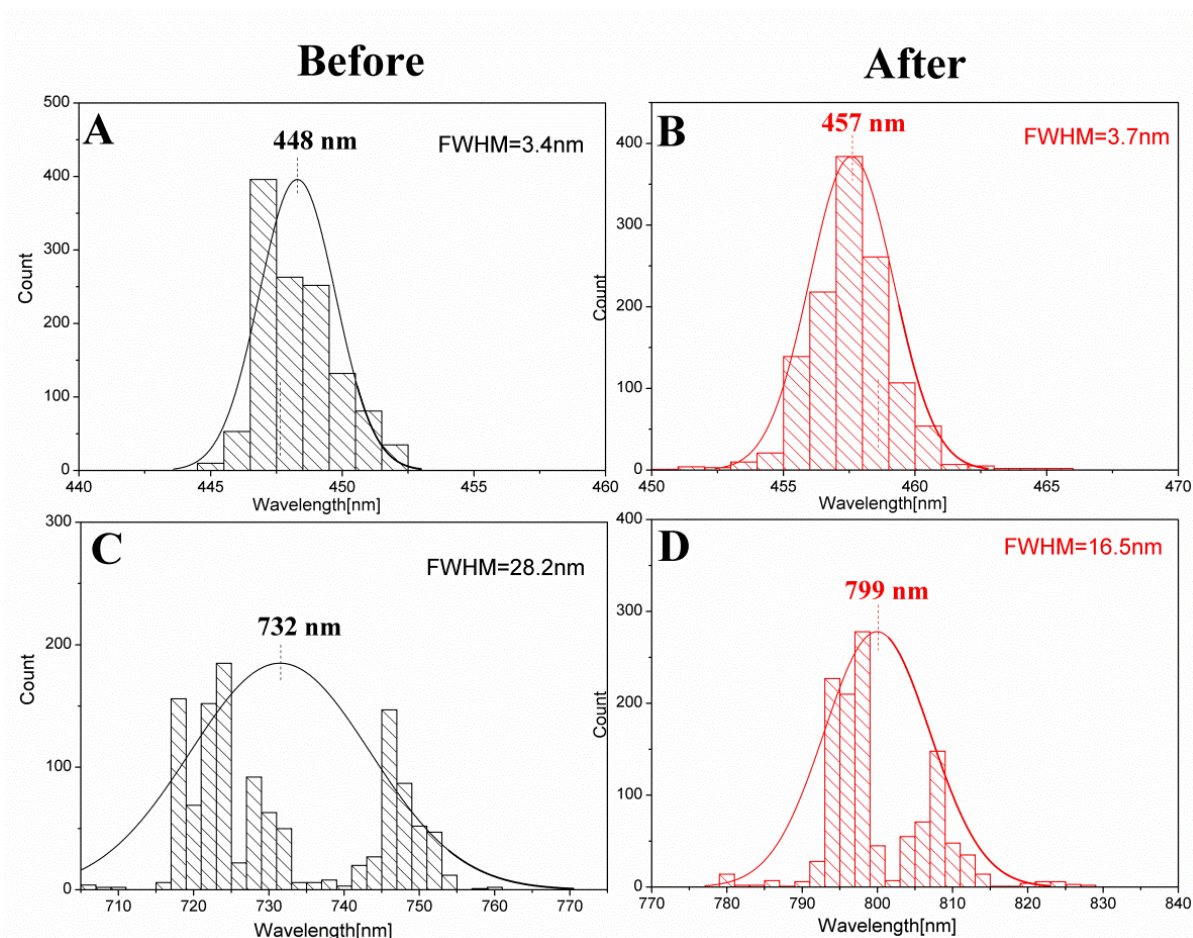 Before
After
A
448 nm
FWHM=3.4nm
500
400
300
200
100
0
Count
440
445
450
455
460
Wavelength[nm]
B
457 nm
FWHM=3.7nm
400
300
200
100
0
Count
450
455
460
465
470
Wavelength[nm]
C
732 nm
FWHM=28.2nm
300
200
100
0
Count
710
720
730
740
750
760
770
Wavelength[nm]
D
799 nm
FWHM=16.5nm
400
300
200
100
0
Count
770
780
790
800
810
820
830
840
Wavelength[nm]